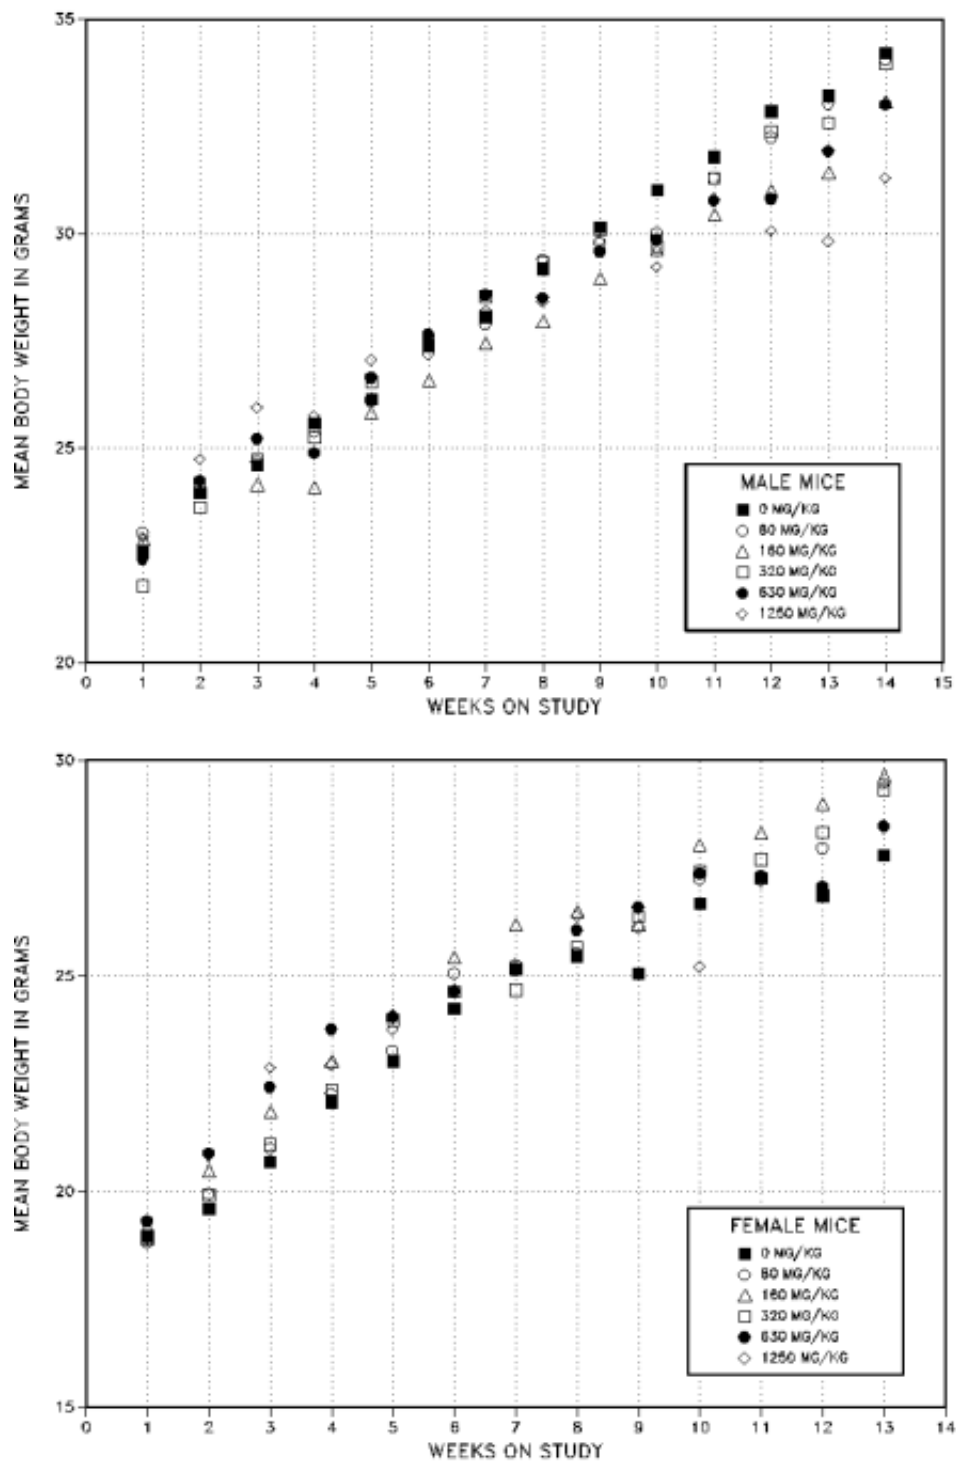 35
30
25
20
MEAN BODY WEIGHT IN GRAMS
MALE MICE
0 MG/KG
80 MG/KG
160 MG/KG
320 MG/KG
630 MG/KG
1250 MG/KG
0 1 2 3 4 5 6 7 8 9 10 11 12 13 14 15
WEEKS ON STUDY
30
25
20
15
MEAN BODY WEIGHT IN GRAMS
FEMALE MICE
0 MG/KG
80 MG/KG
160 MG/KG
320 MG/KG
630 MG/KG
1250 MG/KG
0 1 2 3 4 5 6 7 8 9 10 11 12 13 14
WEEKS ON STUDY